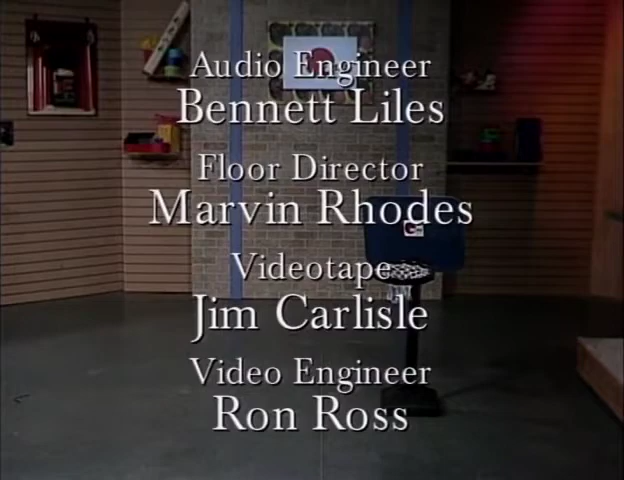 Audio Engineer
Bennett Liles
Floor Director
Marvin Rhodes
Videotape
Jim Carlisle
Video Engineer
Ron Ross